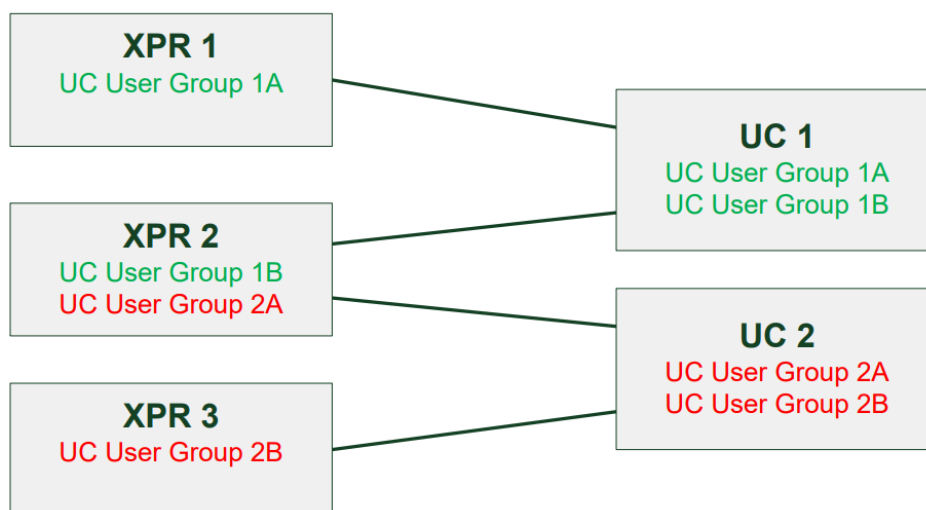 XPR 1
UC User Group 1A
XPR 2
UC User Group 1B
UC User Group 2A
XPR 3
UC User Group 2B
UC 1
UC User Group 1A
UC User Group 1B
UC 2
UC User Group 2A
UC User Group 2B